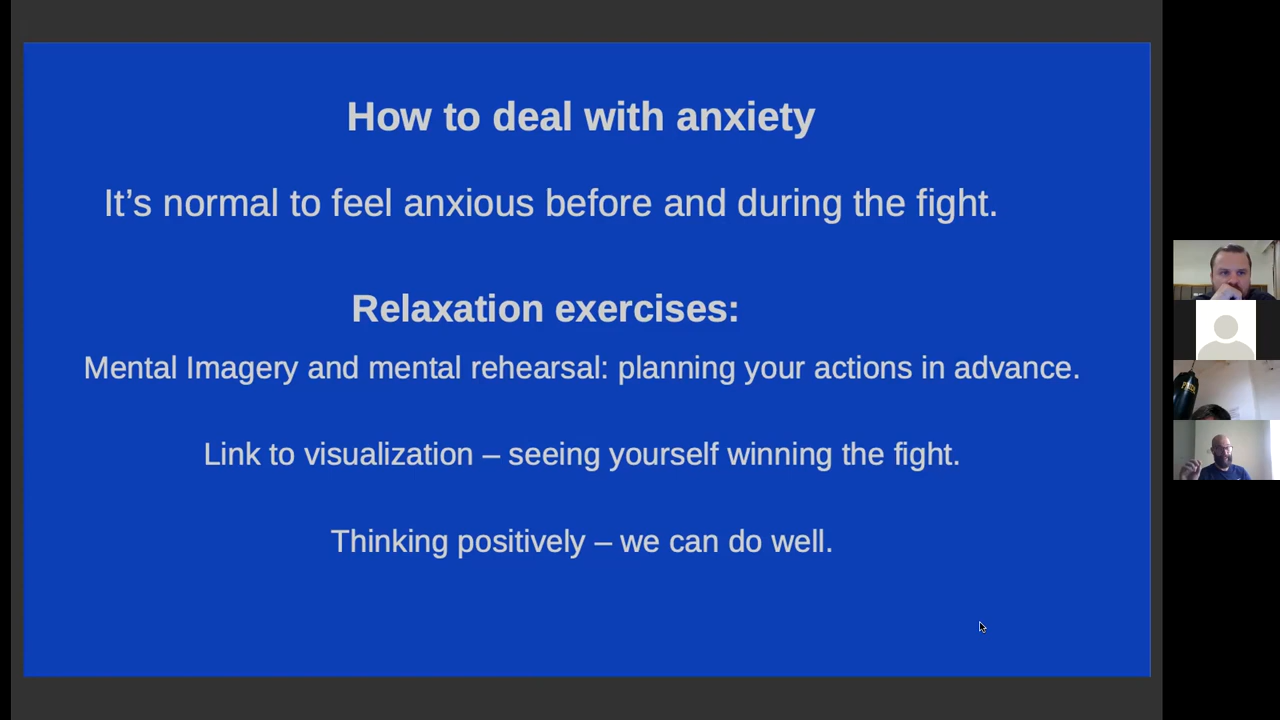 How to deal with anxiety
It’s normal to feel anxious before and during the fight.
Relaxation exercises:
Mental Imagery and mental rehearsal: planning your actions in advance.
Link to visualization – seeing yourself winning the fight.
Thinking positively – we can do well.